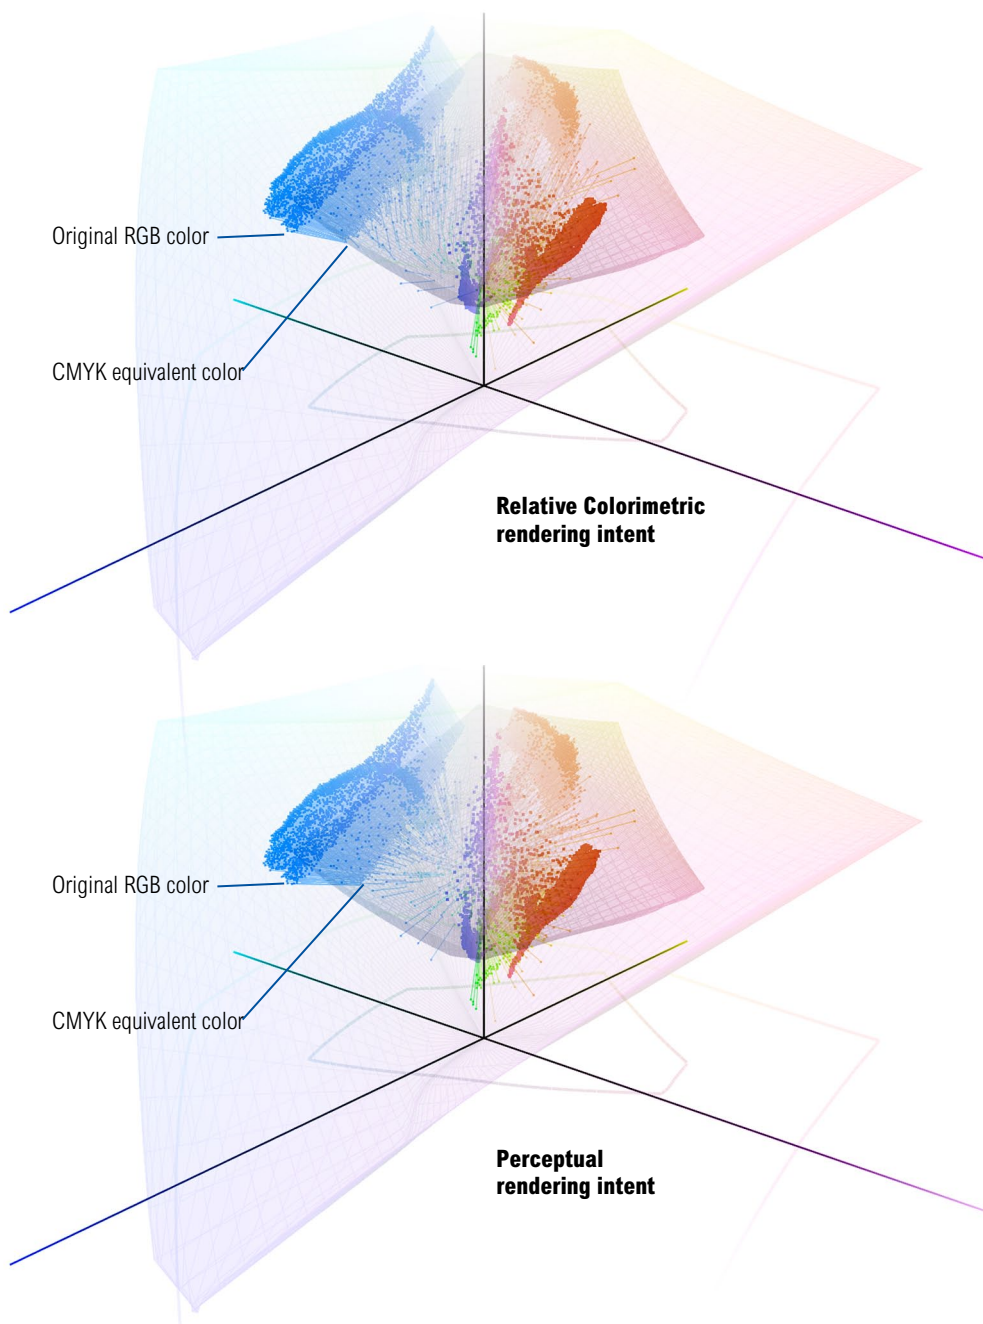 Original RGB color
CMYK equivalent color
Relative Colorimetric
rendering intent
Original RGB color
CMYK equivalent color
Perceptual
rendering intent